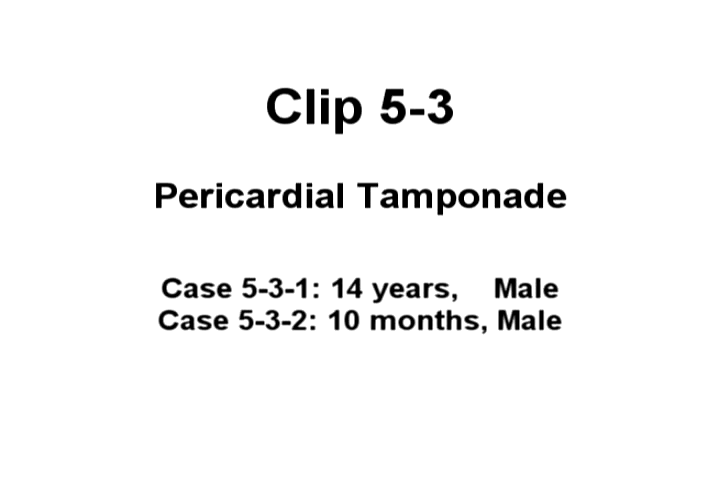 Clip 5-3
Pericardial Tamponade
Case 5-3-1: 14 years, Male
Case 5-3-2: 10 months, Male